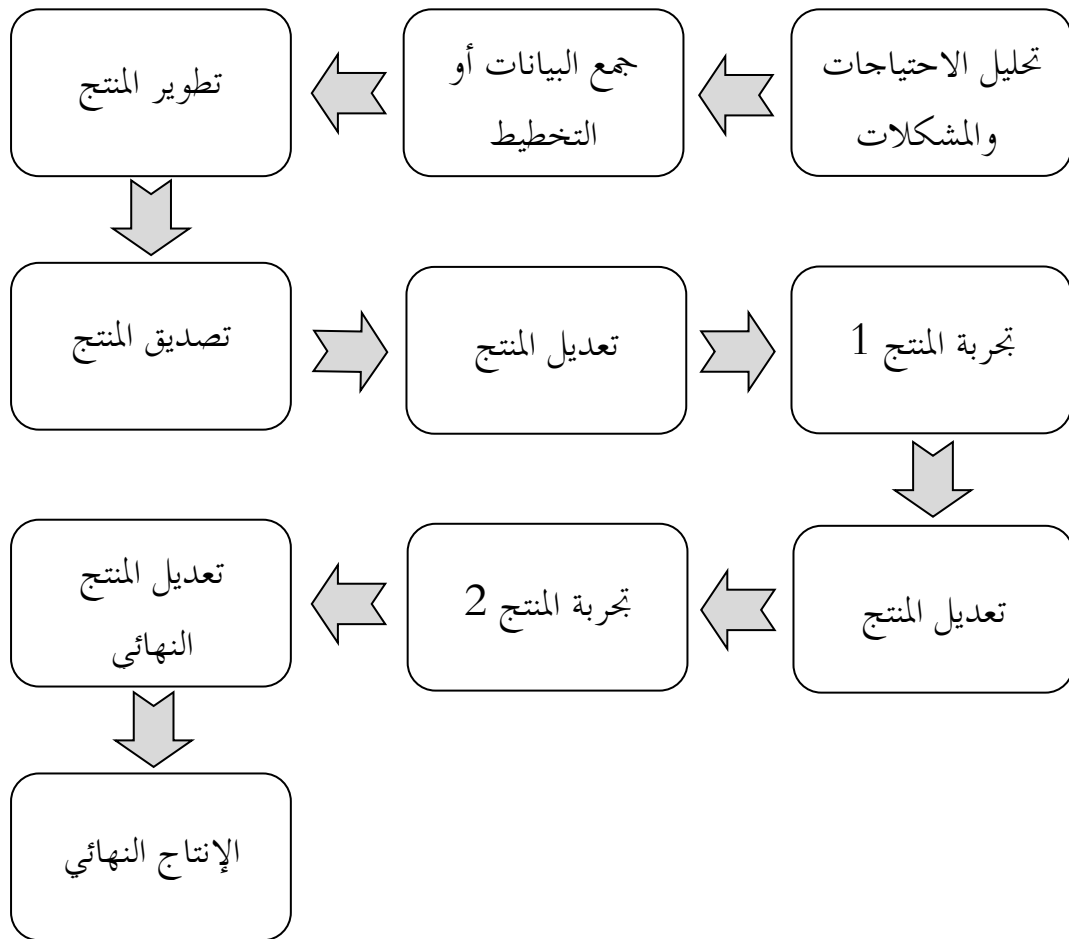 تحليل الاحتياجات
والمشكلات
جمع البيانات أو
التخطيط
تطوير المنتج
تصديق المنتج
تعديل المنتج
تجربة المنتج 1
تعديل المنتج
تجربة المنتج 2
تعديل المنتج
النهائي
الإنتاج النهائي